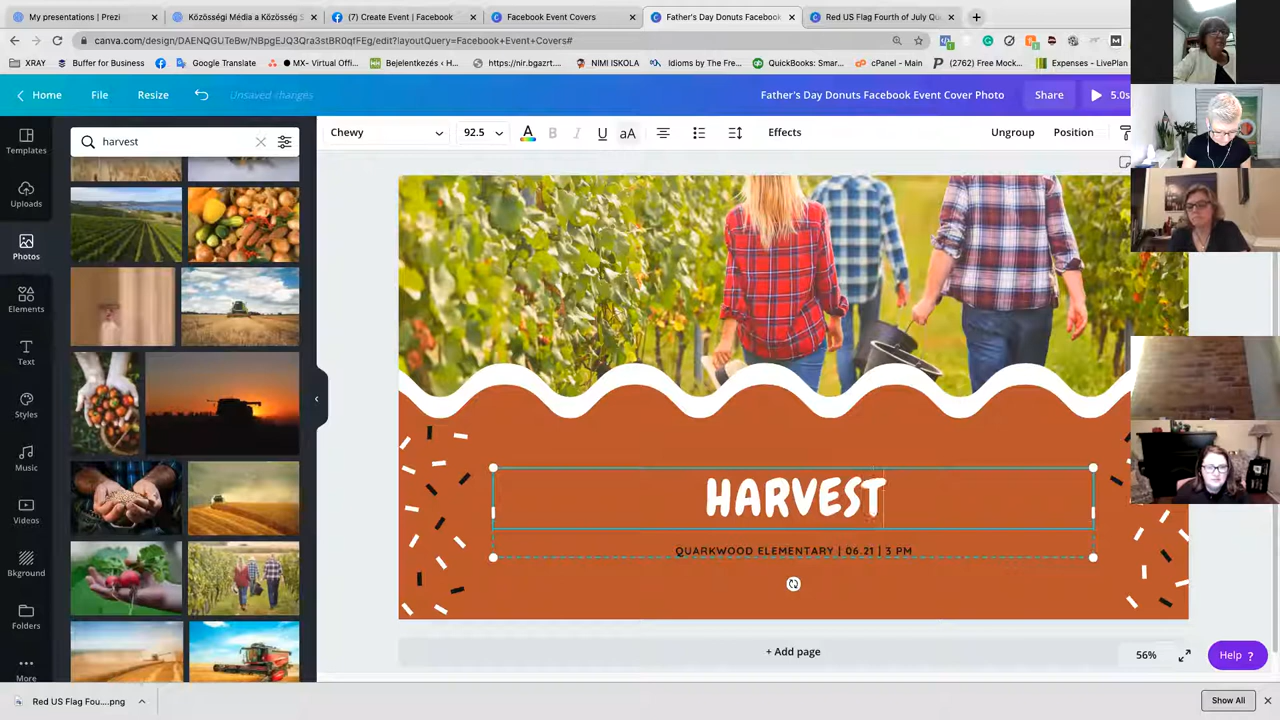 My presentations | Prezi
Közösségi Média a Közösség S
(7) Create Event | Facebook
Facebook Event Covers
Father's Day Donuts Facebook
Red US Flag Fourth of July Qu
canva.com/design/DAENQGUTeBw/NBpgEJQ3Qra3stBR0qfFEg/edit?layoutQuery=Facebook+Event+Covers#
XRAY
Buffer for Business
Google Translate
MX- Virtual Offi...
Bejelentkezés ‹ H...
https://nir.bgazrt....
NIMI ISKOLA
Idioms by The Fre...
QuickBooks: Smar...
cPanel - Main
(2762) Free Mock...
Expenses - LivePlan
Home
File
Resize
Unsaved changes
Father's Day Donuts Facebook Event Cover Photo
Share
5.0s
Templates
Uploads
Photos
Elements
Text
Styles
Music
Videos
Bkground
Folders
More
harvest
Chewy
92.5
A
B
I
U
aA
Effects
Ungroup
Position
HARVEST
QUARKWOOD ELEMENTARY | 06.21 | 3 PM
+ Add page
56%
Help ?
Red US Flag Fou....png
Show All